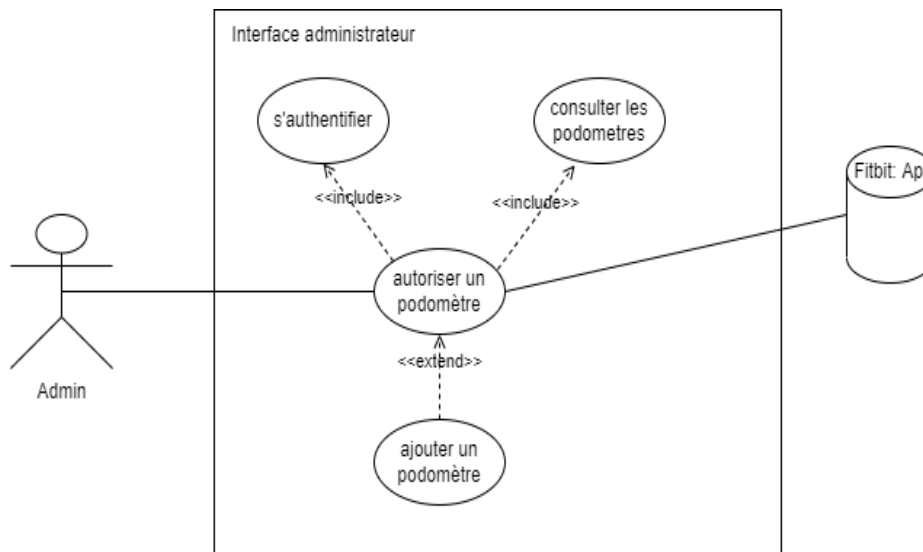 Interface administrateur
s'authentifier
consulter les
podometres
<<include>>
<<include>>
Fitbit: Ap
autoriser un
podomètre
<<extend>>
Admin
ajouter un
podomètre